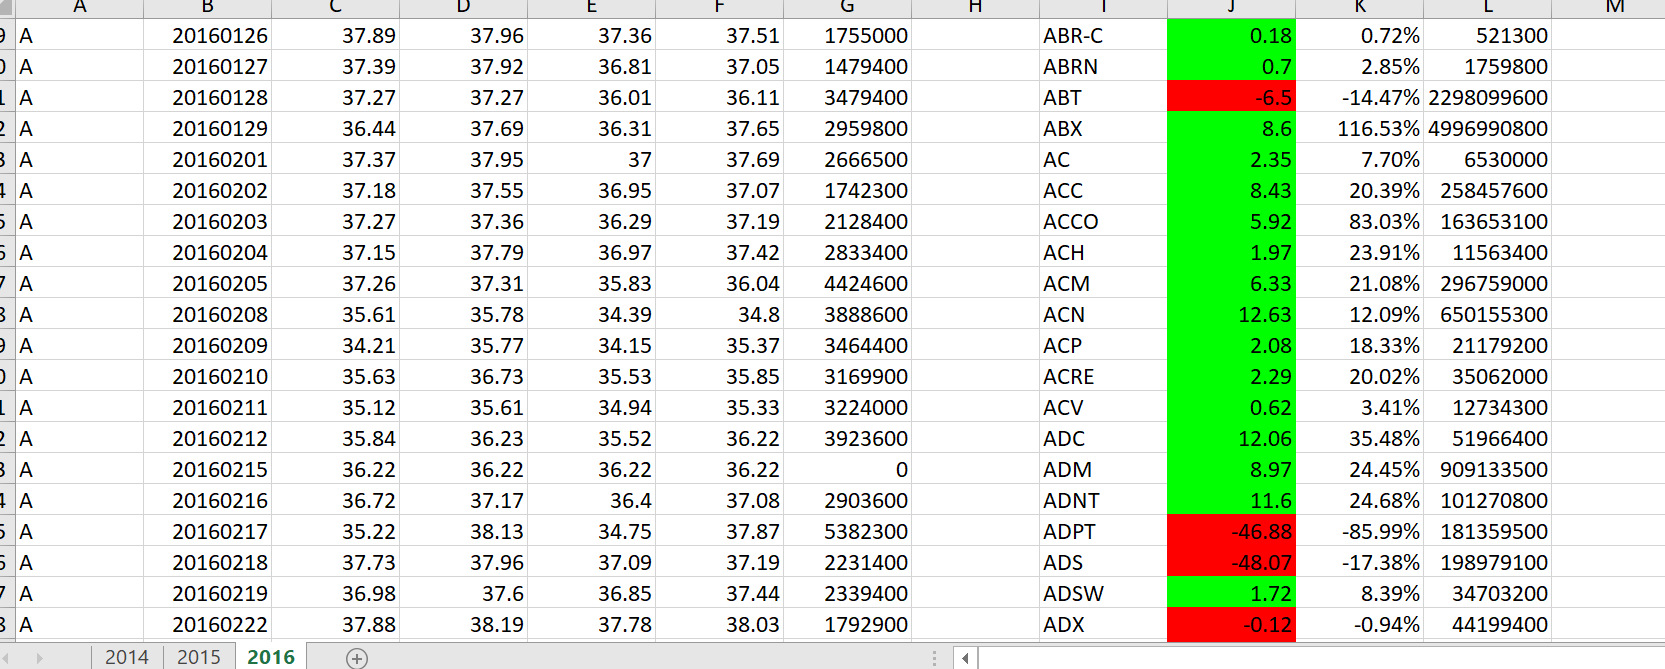 A B C D E F G H I J K L M
9 A 20160126 37.89 37.96 37.36 37.51 1755000 ABR-C 0.18 0.72% 521300
0 A 20160127 37.39 37.92 36.81 37.05 1479400 ABRN 0.7 2.85% 1759800
1 A 20160128 37.27 37.27 36.01 36.11 3479400 ABT -6.5 -14.47% 2298099600
2 A 20160129 36.44 37.69 36.31 37.65 2959800 ABX 8.6 116.53% 4996990800
3 A 20160201 37.37 37.95 37 37.69 2666500 AC 2.35 7.70% 6530000
4 A 20160202 37.18 37.55 36.95 37.07 1742300 ACC 8.43 20.39% 258457600
5 A 20160203 37.27 37.36 36.29 37.19 2128400 ACCO 5.92 83.03% 163653100
6 A 20160204 37.15 37.79 36.97 37.42 2833400 ACH 1.97 23.91% 11563400
7 A 20160205 37.26 37.31 35.83 36.04 4424600 ACM 6.33 21.08% 296759000
8 A 20160208 35.61 35.78 34.39 34.8 3888600 ACN 12.63 12.09% 650155300
9 A 20160209 34.21 35.77 34.15 35.37 3464400 ACP 2.08 18.33% 21179200
0 A 20160210 35.63 36.73 35.53 35.85 3169900 ACRE 2.29 20.02% 35062000
1 A 20160211 35.12 35.61 34.94 35.33 3224000 ACV 0.62 3.41% 12734300
2 A 20160212 35.84 36.23 35.52 36.22 3923600 ADC 12.06 35.48% 51966400
3 A 20160215 36.22 36.22 36.22 36.22 0 ADM 8.97 24.45% 909133500
4 A 20160216 36.72 37.17 36.4 37.08 2903600 ADNT 11.6 24.68% 101270800
5 A 20160217 35.22 38.13 34.75 37.87 5382300 ADPT -46.88 -85.99% 181359500
6 A 20160218 37.73 37.96 37.09 37.19 2231400 ADS -48.07 -17.38% 198979100
7 A 20160219 36.98 37.6 36.85 37.44 2339400 ADSW 1.72 8.39% 34703200
8 A 20160222 37.88 38.19 37.78 38.03 1792900 ADX -0.12 -0.94% 44199400
2014 2015 2016